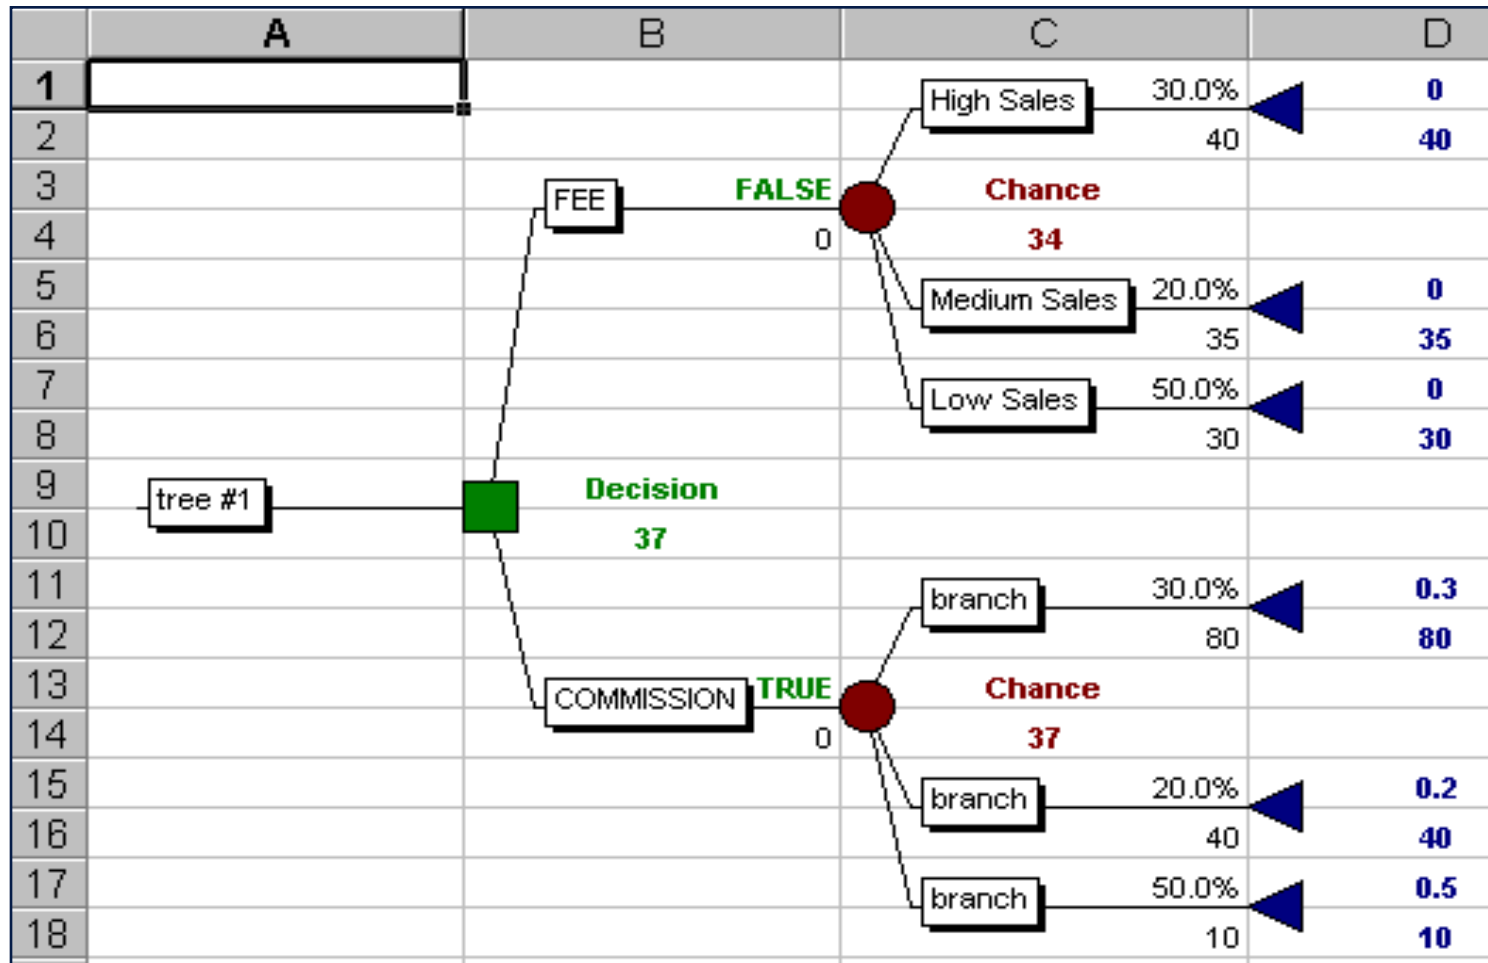 A B C D
1 High Sales 30.0% 0
2 40 40
3 FEE FALSE Chance
4 0 34
5 Medium Sales 20.0% 0
6 35 35
7 Low Sales 50.0% 0
8 30 30
9 tree #1 Decision
10 37
11 branch 30.0% 0.3
12 80 80
13 COMMISSION TRUE Chance
14 0 37
15 branch 20.0% 0.2
16 40 40
17 branch 50.0% 0.5
18 10 10